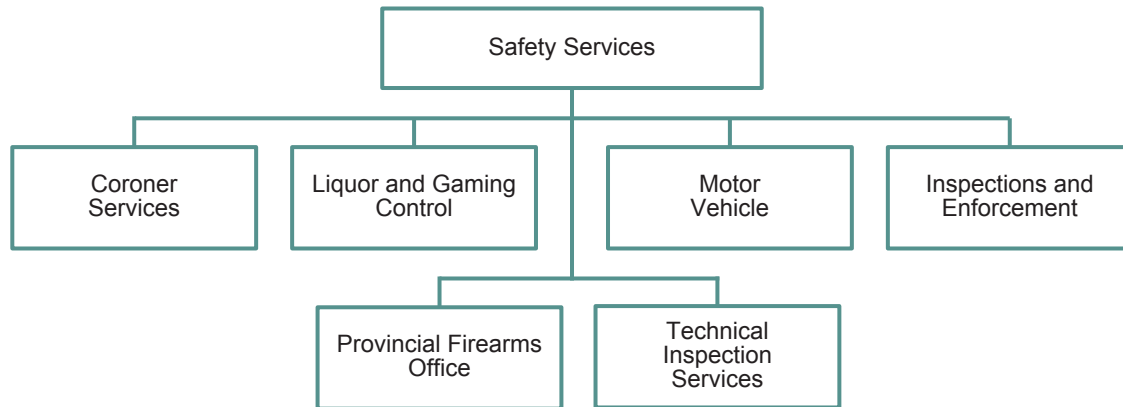 Safety Services
Coroner
Services
Liquor and Gaming
Control
Motor
Vehicle
Inspections and
Enforcement
Provincial Firearms
Office
Technical
Inspection
Services